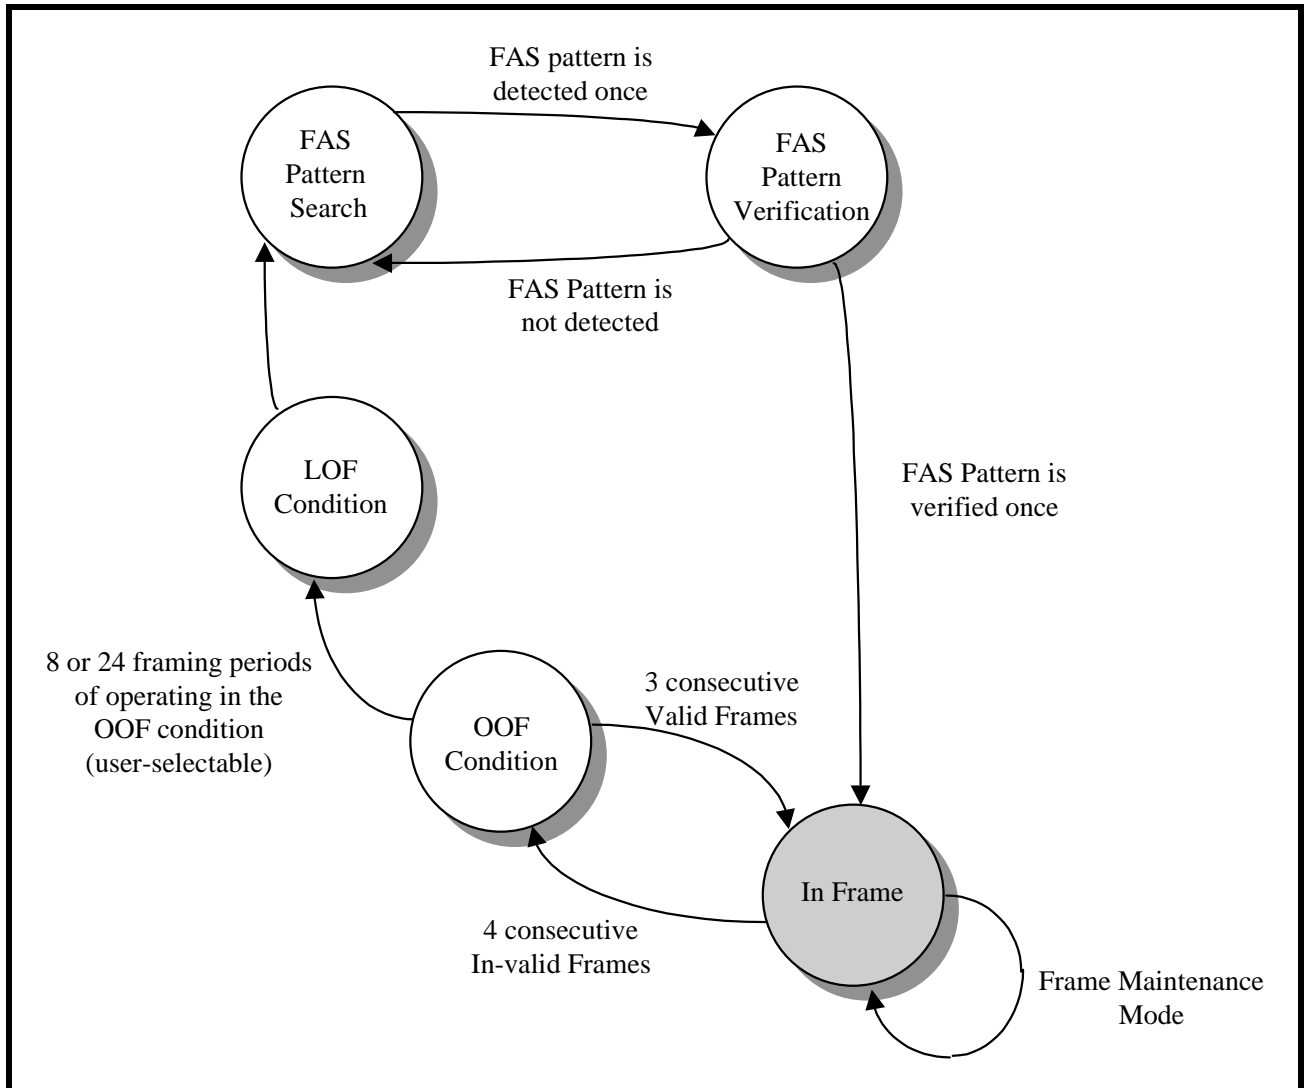 FAS pattern is
detected once
FAS
Pattern
Search
FAS
Pattern
Verification
FAS Pattern is
not detected
LOF
Condition
FAS Pattern is
verified once
8 or 24 framing periods
of operating in the
OOF condition
(user-selectable)
3 consecutive
Valid Frames
OOF
Condition
In Frame
4 consecutive
In-valid Frames
Frame Maintenance
Mode